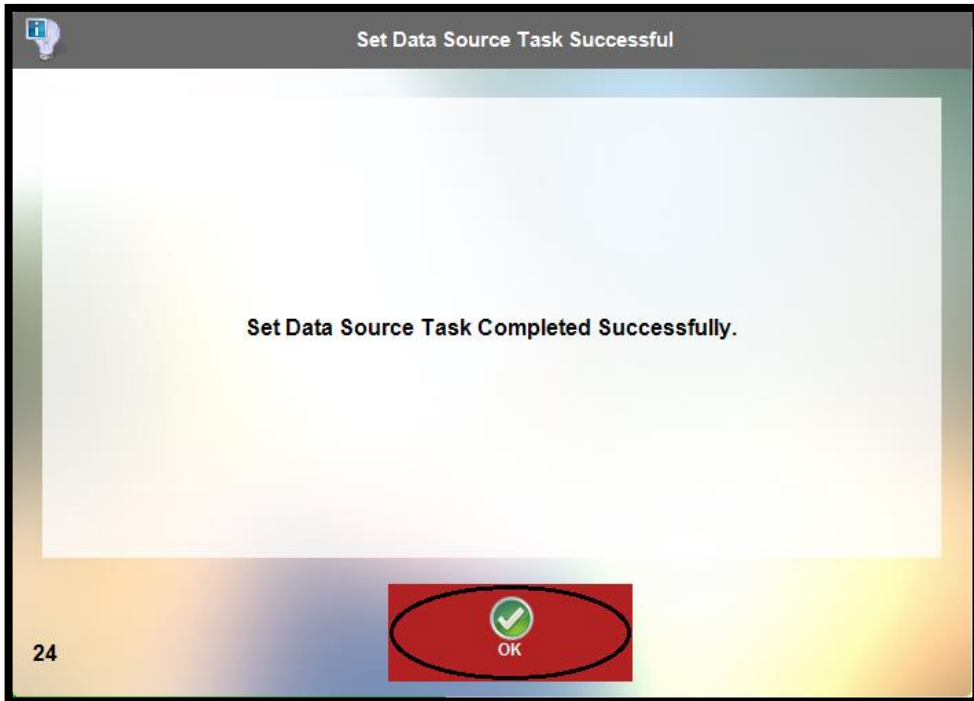 Set Data Source Task Successful
Set Data Source Task Completed Successfully.
OK
24